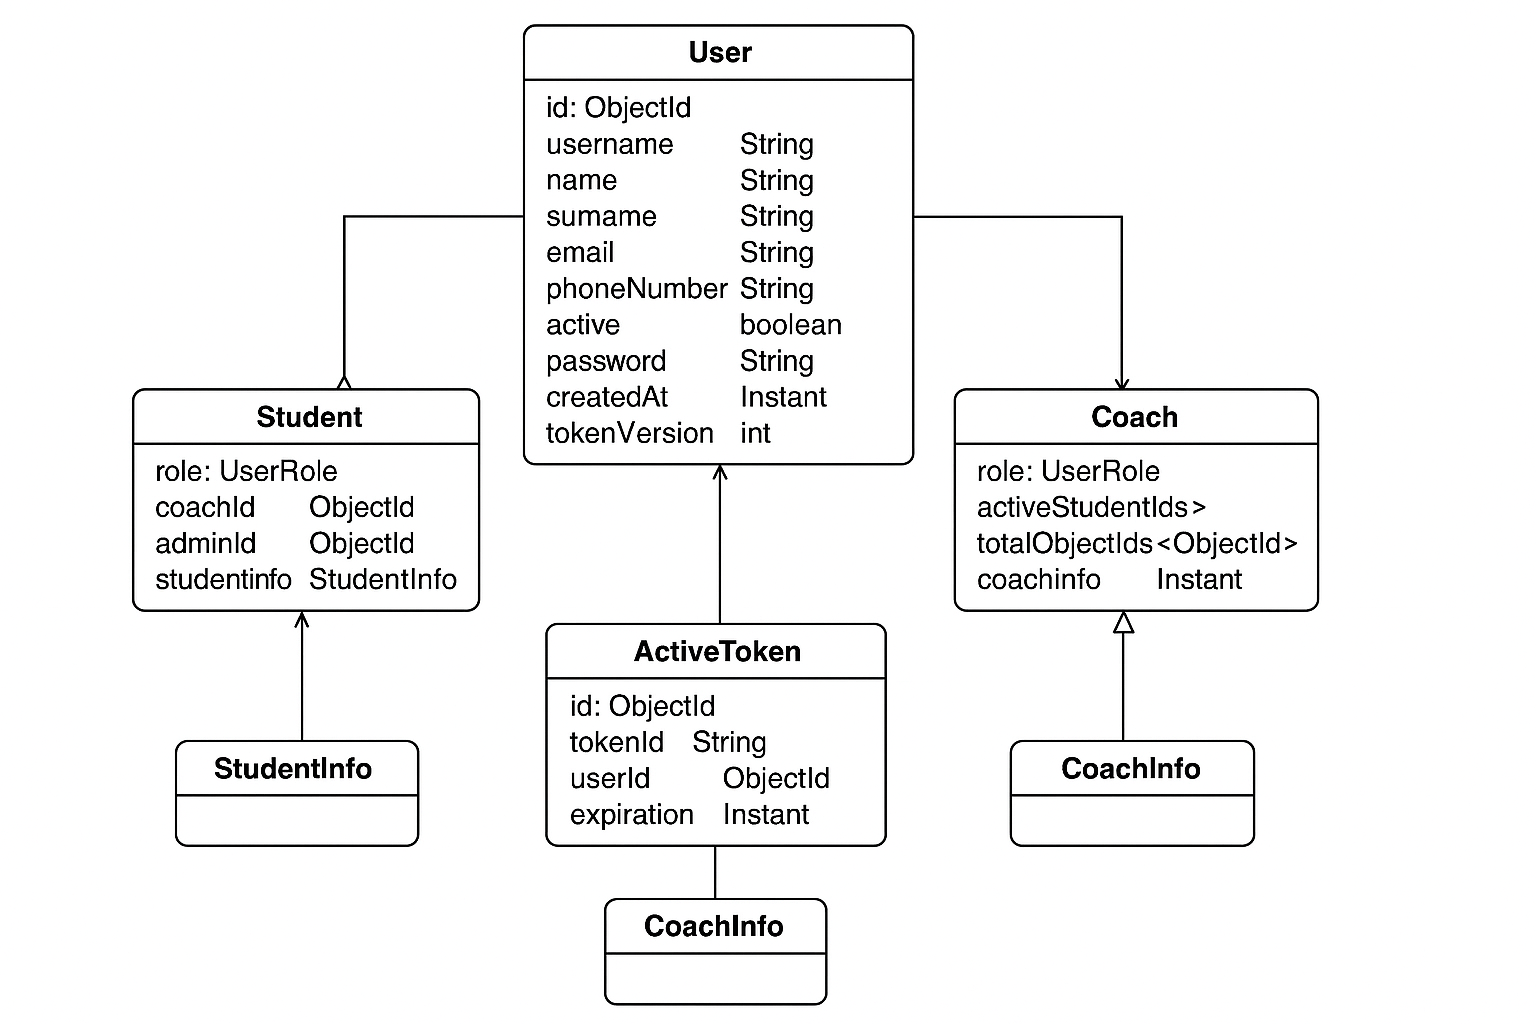 User
id: ObjectId
username String
name String
sumame String
email String
phoneNumber String
active boolean
password String
createdAt Instant
tokenVersion int
Student
role: UserRole
coachId ObjectId
adminId ObjectId
studentinfo StudentInfo
Coach
role: UserRole
activeStudentIds>
totalObjectIds<ObjectId>
coachinfo Instant
ActiveToken
id: ObjectId
tokenId String
userId ObjectId
expiration Instant
StudentInfo
CoachInfo
CoachInfo